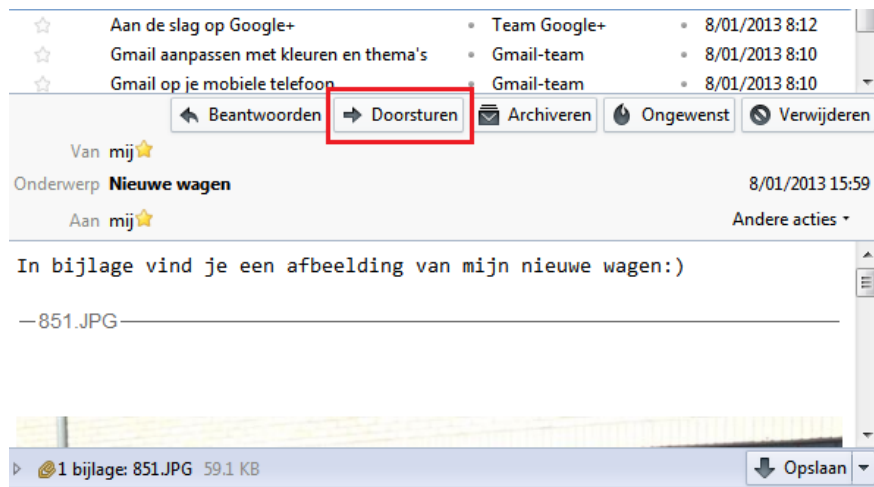 Aan de slag op Google+ • Team Google+ • 8/01/2013 8:12
Gmail aanpassen met kleuren en thema's • Gmail-team • 8/01/2013 8:10
Gmail op je mobiele telefoon • Gmail-team • 8/01/2013 8:10
Beantwoorden Doorsturen Archiveren Ongewenst Verwijderen
Van mij
Onderwerp Nieuwe wagen 8/01/2013 15:59
Aan mij Andere acties
In bijlage vind je een afbeelding van mijn nieuwe wagen:)
851.JPG
1 bijlage: 851.JPG 59.1 KB Opslaan